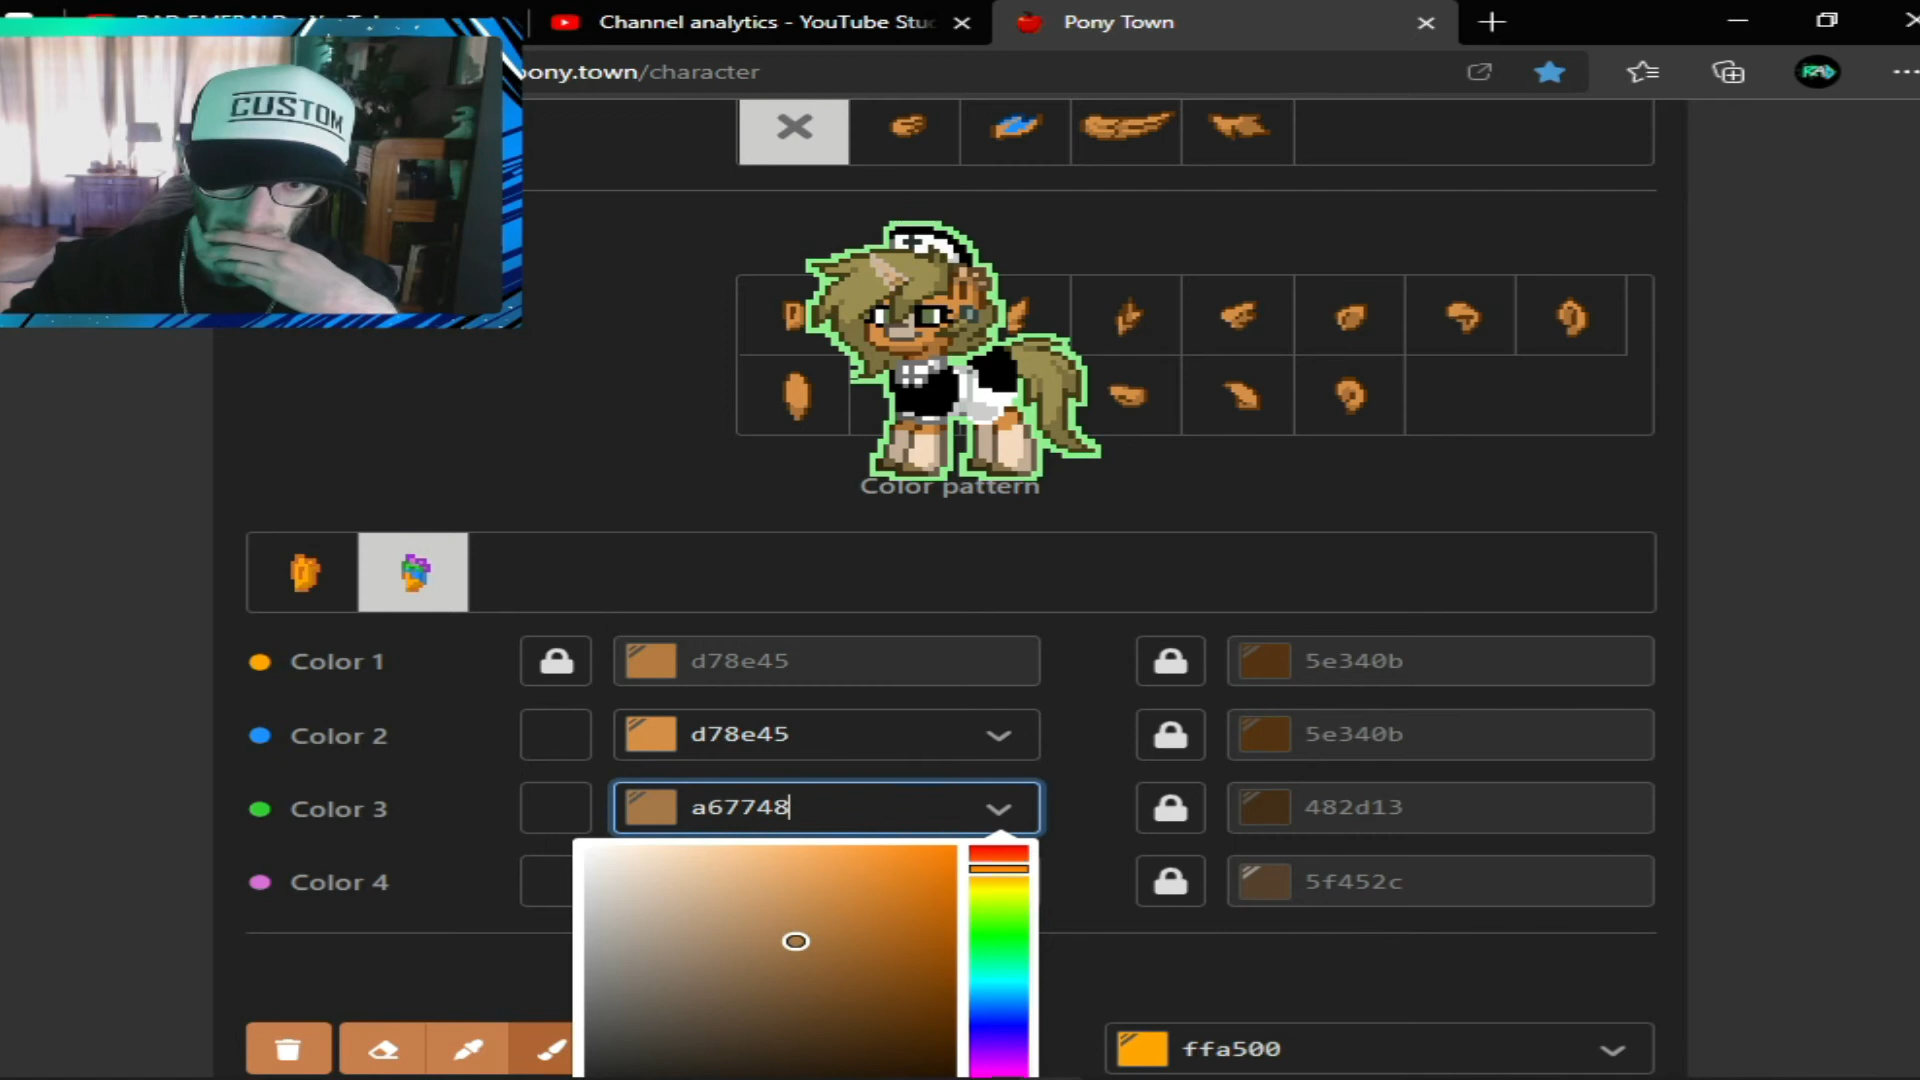 Channel analytics - YouTube Stu
Pony Town
pony.town/character
CUSTOM
Color pattern
Color 1
d78e45
5e340b
Color 2
d78e45
5e340b
Color 3
a67748
482d13
Color 4
5f452c
ffa500